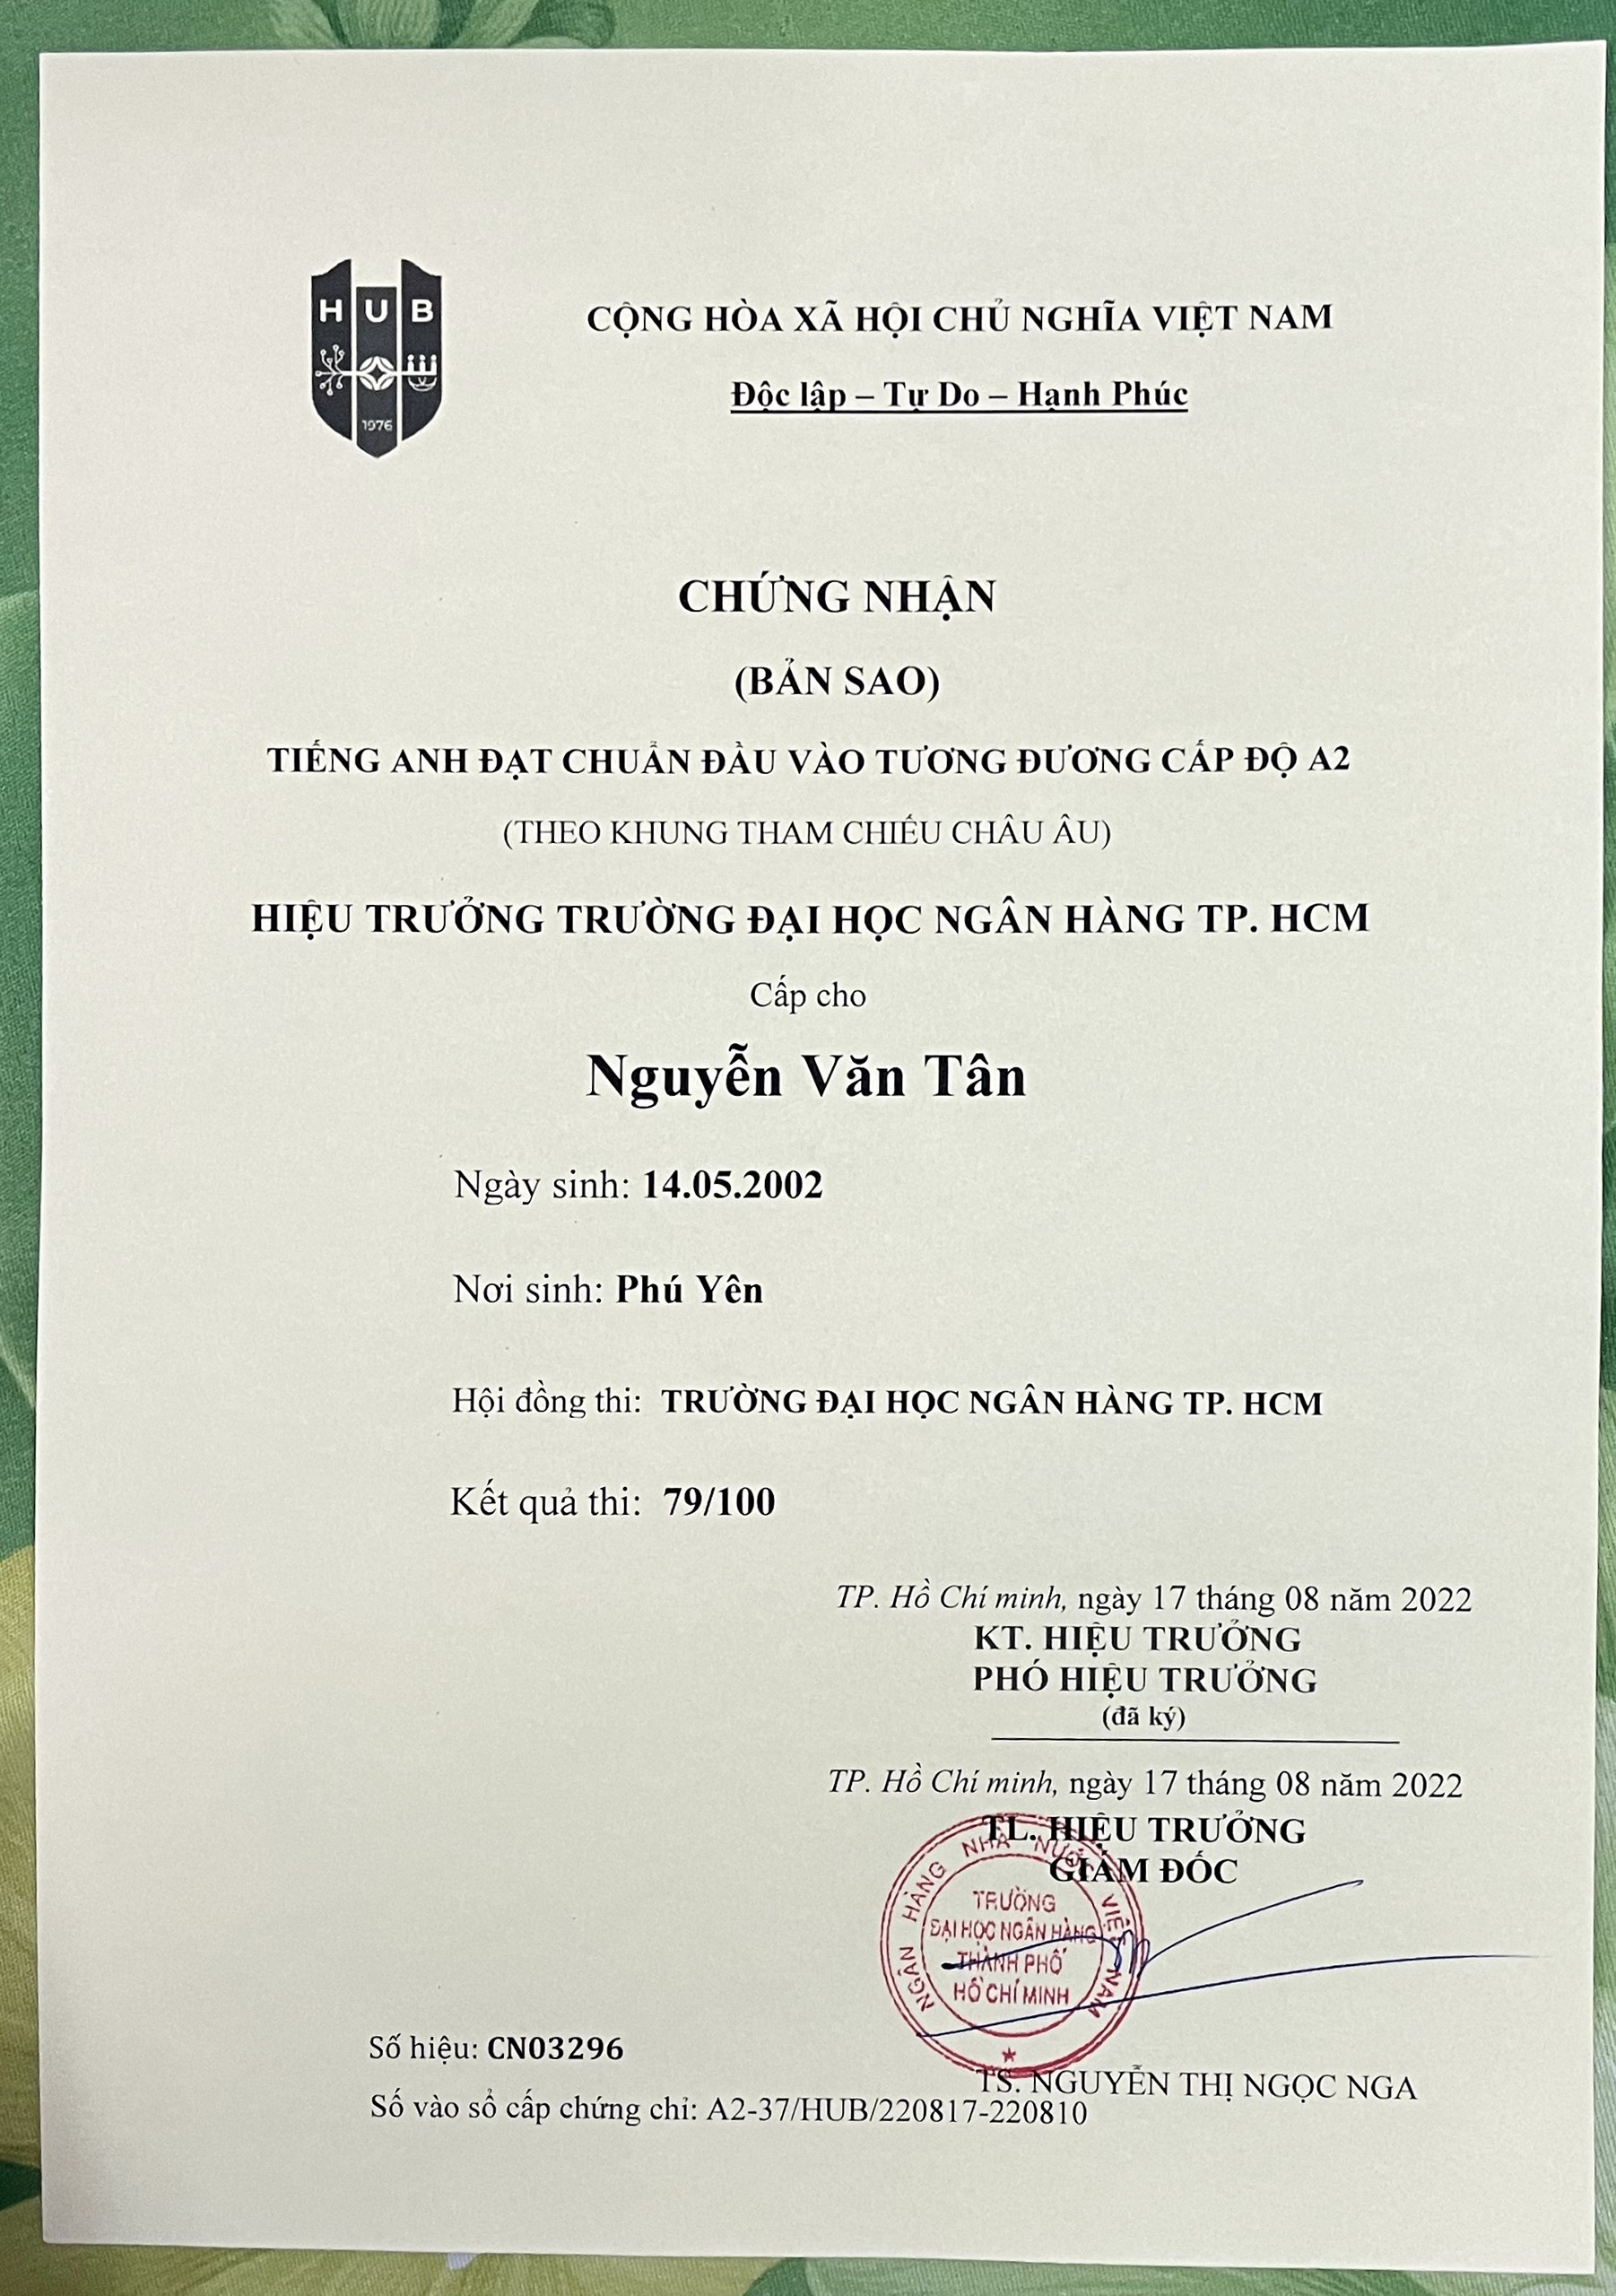 H U B
1976
CỘNG HÒA XÃ HỘI CHỦ NGHĨA VIỆT NAM
Độc lập – Tự Do – Hạnh Phúc
CHỨNG NHẬN
(BẢN SAO)
TIẾNG ANH ĐẠT CHUẨN ĐẦU VÀO TƯƠNG ĐƯƠNG CẤP ĐỘ A2
(THEO KHUNG THAM CHIẾU CHÂU ÂU)
HIỆU TRƯỞNG TRƯỜNG ĐẠI HỌC NGÂN HÀNG TP. HCM
Cấp cho
Nguyễn Văn Tân
Ngày sinh: 14.05.2002
Nơi sinh: Phú Yên
Hội đồng thi: TRƯỜNG ĐẠI HỌC NGÂN HÀNG TP. HCM
Kết quả thi: 79/100
TP. Hồ Chí minh, ngày 17 tháng 08 năm 2022
KT. HIỆU TRƯỞNG
PHÓ HIỆU TRƯỞNG
(đã ký)
TP. Hồ Chí minh, ngày 17 tháng 08 năm 2022
TL. HIỆU TRƯỞNG
GIÁM ĐỐC
NGÂN HÀNG NHÀ NƯỚC VIỆT NAM
TRƯỜNG
ĐẠI HỌC NGÂN HÀNG
THÀNH PHỐ
HỒ CHÍ MINH
Số hiệu: CN03296
TS. NGUYỄN THỊ NGỌC NGA
Số vào sổ cấp chứng chỉ: A2-37/HUB/220817-220810